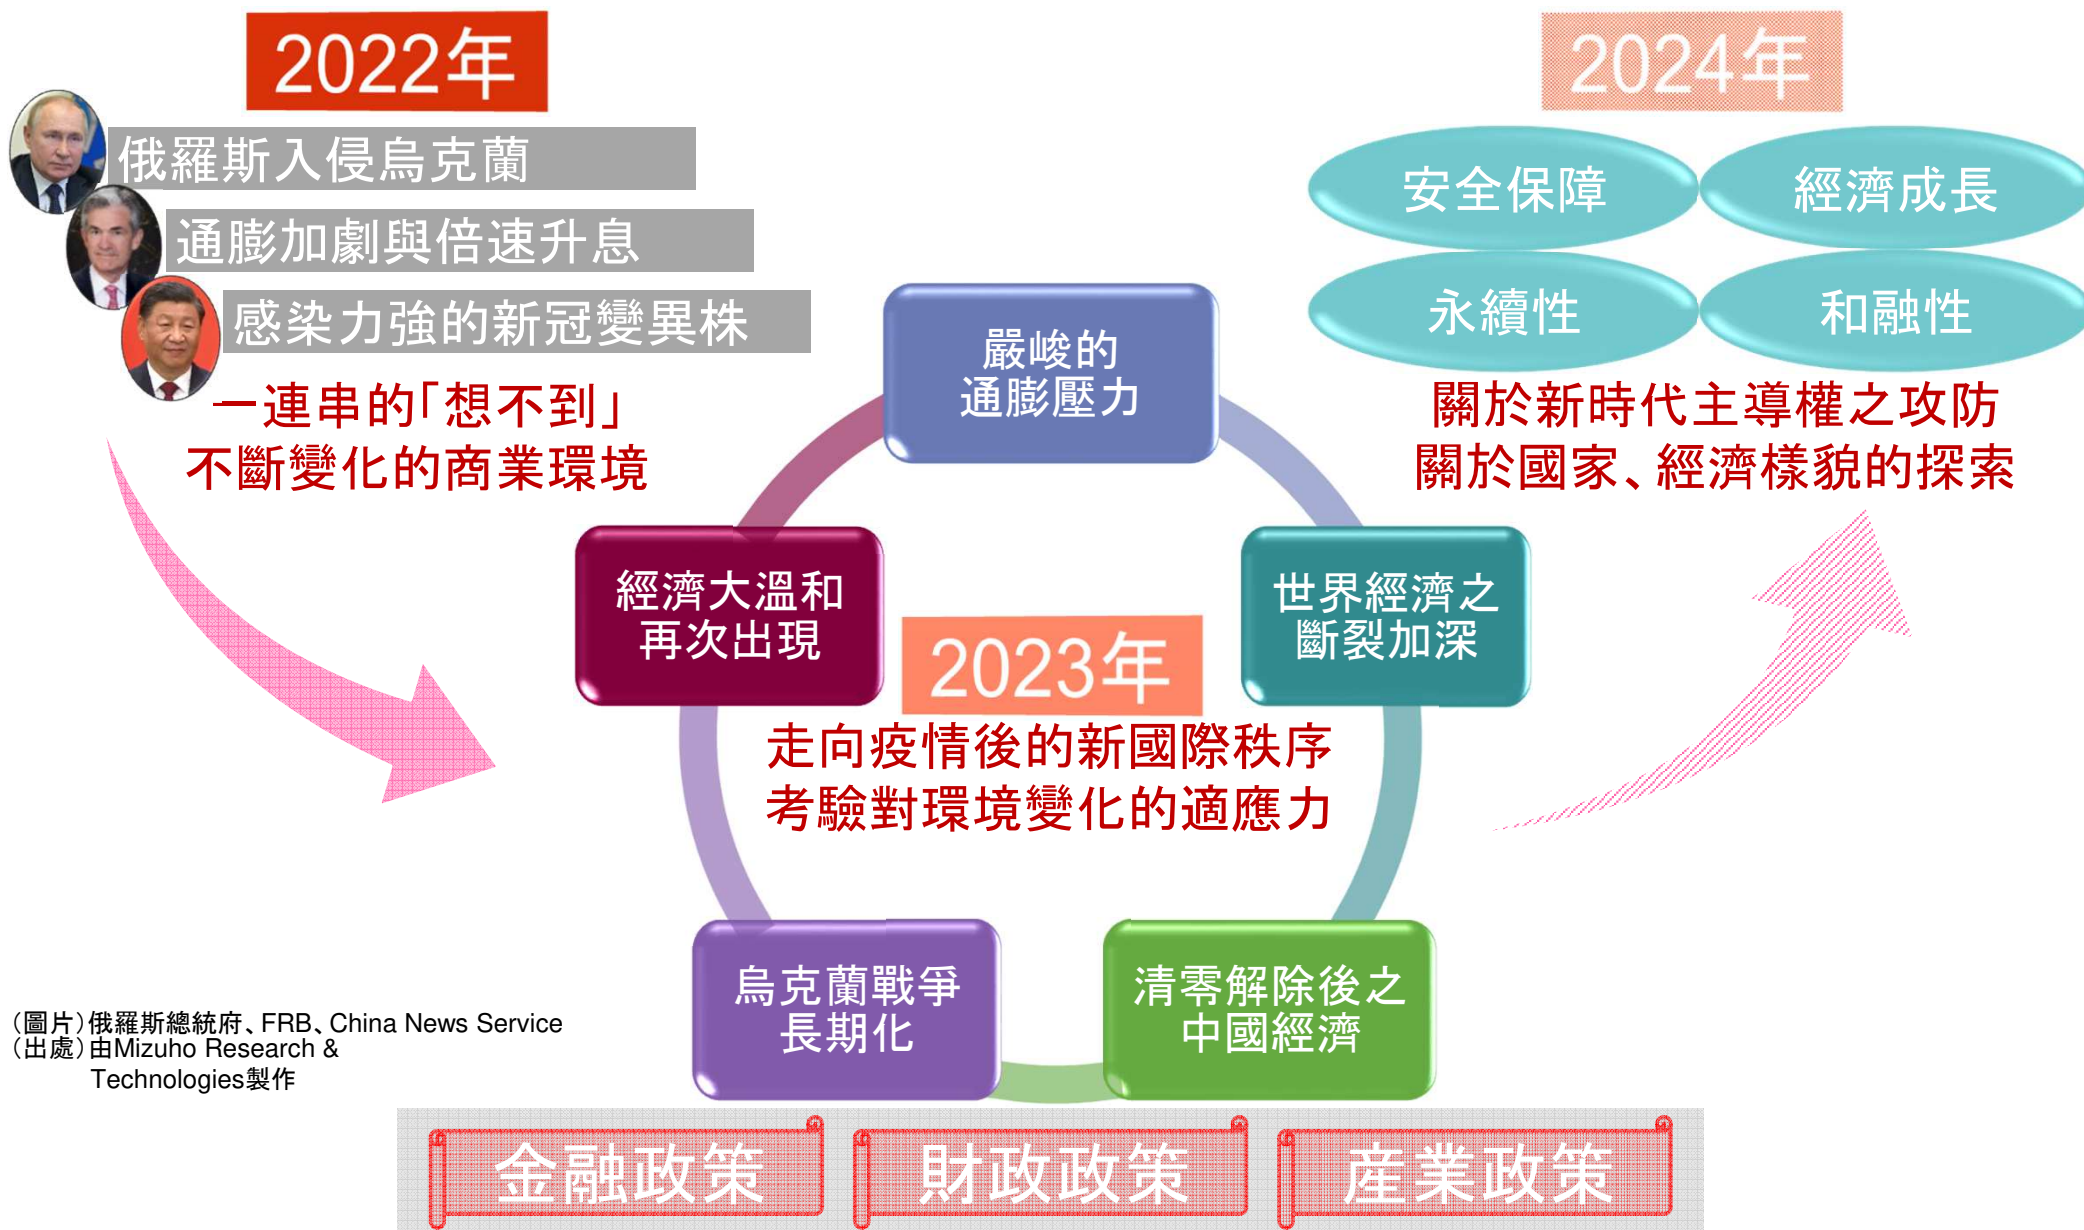 2022年
俄羅斯入侵烏克蘭
通膨加劇與倍速升息
感染力強的新冠變異株
一連串的「想不到」
不斷變化的商業環境
2024年
安全保障
經濟成長
永續性
和融性
關於新時代主導權之攻防
關於國家、經濟樣貌的探索
嚴峻的
通膨壓力
經濟大溫和
再次出現
世界經濟之
斷裂加深
2023年
走向疫情後的新國際秩序
考驗對環境變化的適應力
烏克蘭戰爭
長期化
清零解除後之
中國經濟
（圖片）俄羅斯總統府、FRB、China News Service
（出處）由Mizuho Research &
Technologies製作
金融政策
財政政策
産業政策